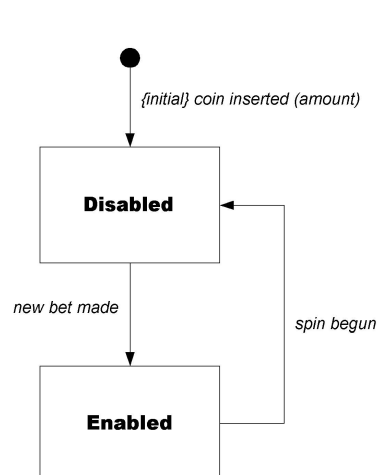 {initial} coin inserted (amount)
Disabled
new bet made
spin begun
Enabled